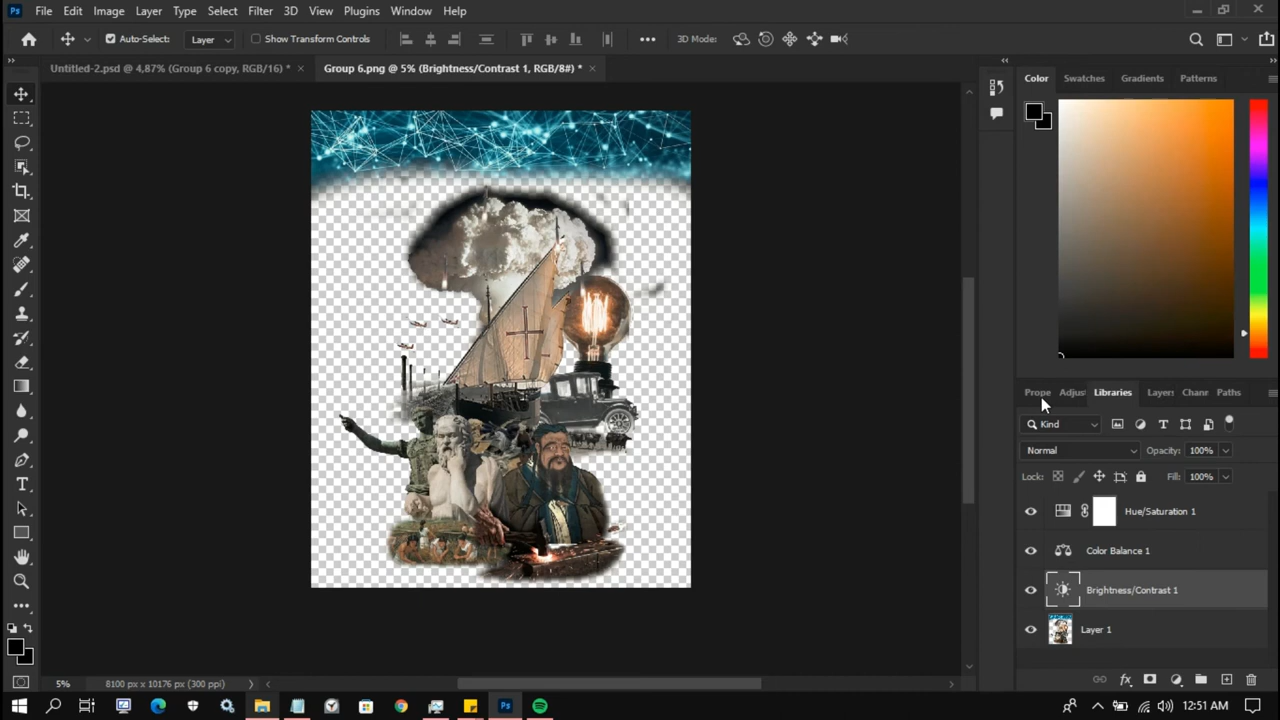 Ps File Edit Image Layer Type Select Filter 3D View Plugins Window Help
Auto-Select: Layer Show Transform Controls 3D Mode:
Untitled-2.psd @ 4,87% (Group 6 copy, RGB/16) * Group 6.png @ 5% (Brightness/Contrast 1, RGB/8#) *
Color Swatches Gradients Patterns
Prope Adjus Libraries Layers Chann Paths
Kind
Normal Opacity: 100%
Lock: Fill: 100%
Hue/Saturation 1
Color Balance 1
Brightness/Contrast 1
Layer 1
5% 8100 px x 10176 px (300 ppi)
Ps 12:51 AM